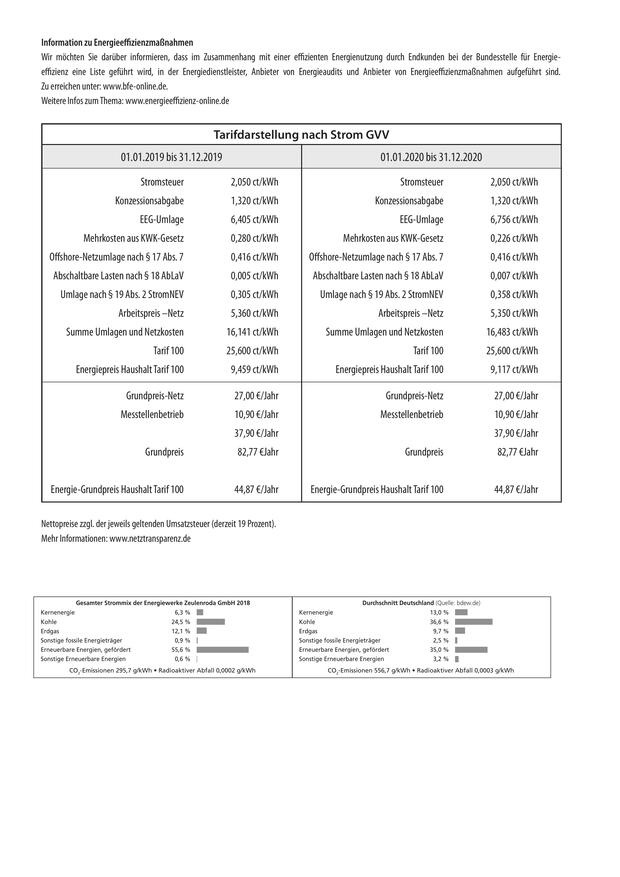 Information zu Energieeffizienzmaßnahmen
Wir möchten Sie darüber informieren, dass im Zusammenhang mit einer effizienten Energienutzung durch Endkunden bei der Bundesstelle für Energie-
effizienz eine Liste geführt wird, in der Energiedienstleister, Anbieter von Energieaudits und Anbieter von Energieeffizienzmaßnahmen aufgeführt sind.
Zu erreichen unter: www.bfe-online.de.
Weitere Infos zum Thema: www.energieeffizienz-online.de
Tarifdarstellung nach Strom GVV
01.01.2019 bis 31.12.2019 01.01.2020 bis 31.12.2020
Stromsteuer 2,050 ct/kWh Stromsteuer 2,050 ct/kWh
Konzessionsabgabe 1,320 ct/kWh Konzessionsabgabe 1,320 ct/kWh
EEG-Umlage 6,405 ct/kWh EEG-Umlage 6,756 ct/kWh
Mehrkosten aus KWK-Gesetz 0,280 ct/kWh Mehrkosten aus KWK-Gesetz 0,226 ct/kWh
Offshore-Netzumlage nach § 17 Abs. 7 0,416 ct/kWh Offshore-Netzumlage nach § 17 Abs. 7 0,416 ct/kWh
Abschaltbare Lasten nach § 18 AbLaV 0,005 ct/kWh Abschaltbare Lasten nach § 18 AbLaV 0,007 ct/kWh
Umlage nach § 19 Abs. 2 StromNEV 0,305 ct/kWh Umlage nach § 19 Abs. 2 StromNEV 0,358 ct/kWh
Arbeitspreis –Netz 5,360 ct/kWh Arbeitspreis –Netz 5,350 ct/kWh
Summe Umlagen und Netzkosten 16,141 ct/kWh Summe Umlagen und Netzkosten 16,483 ct/kWh
Tarif 100 25,600 ct/kWh Tarif 100 25,600 ct/kWh
Energiepreis Haushalt Tarif 100 9,459 ct/kWh Energiepreis Haushalt Tarif 100 9,117 ct/kWh
Grundpreis-Netz 27,00 €/Jahr Grundpreis-Netz 27,00 €/Jahr
Messtellenbetrieb 10,90 €/Jahr Messtellenbetrieb 10,90 €/Jahr
37,90 €/Jahr 37,90 €/Jahr
Grundpreis 82,77 €Jahr Grundpreis 82,77 €/Jahr
Energie-Grundpreis Haushalt Tarif 100 44,87 €/Jahr Energie-Grundpreis Haushalt Tarif 100 44,87 €/Jahr
Nettopreise zzgl. der jeweils geltenden Umsatzsteuer (derzeit 19 Prozent).
Mehr Informationen: www.netztransparenz.de
Gesamter Strommix der Energiewerke Zeulenroda GmbH 2018
Kernenergie 6,3 %
Kohle 24,5 %
Erdgas 12,1 %
Sonstige fossile Energieträger 0,9 %
Erneuerbare Energien, gefördert 55,6 %
Sonstige Erneuerbare Energien 0,6 %
CO₂-Emissionen 295,7 g/kWh • Radioaktiver Abfall 0,0002 g/kWh
Durchschnitt Deutschland (Quelle: bdew.de)
Kernenergie 13,0 %
Kohle 36,6 %
Erdgas 9,7 %
Sonstige fossile Energieträger 2,5 %
Erneuerbare Energien, gefördert 35,0 %
Sonstige Erneuerbare Energien 3,2 %
CO₂-Emissionen 556,7 g/kWh • Radioaktiver Abfall 0,0003 g/kWh